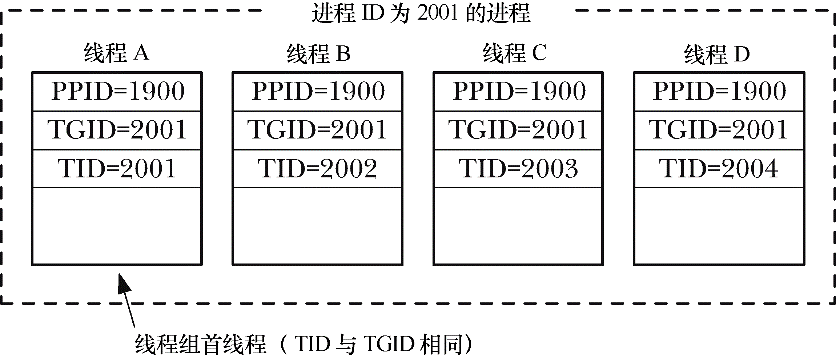 进程 ID 为 2001 的进程
线程 A 线程 B 线程 C 线程 D
PPID=1900 PPID=1900 PPID=1900 PPID=1900
TGID=2001 TGID=2001 TGID=2001 TGID=2001
TID=2001 TID=2002 TID=2003 TID=2004
线程组首线程（TID 与 TGID 相同）